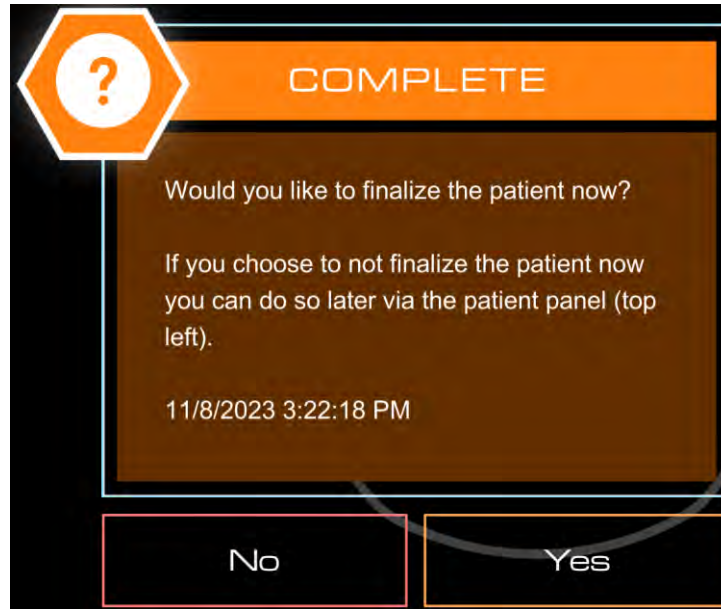 ?
COMPLETE
Would you like to finalize the patient now?
If you choose to not finalize the patient now
you can do so later via the patient panel (top
left).
11/8/2023 3:22:18 PM
No
Yes